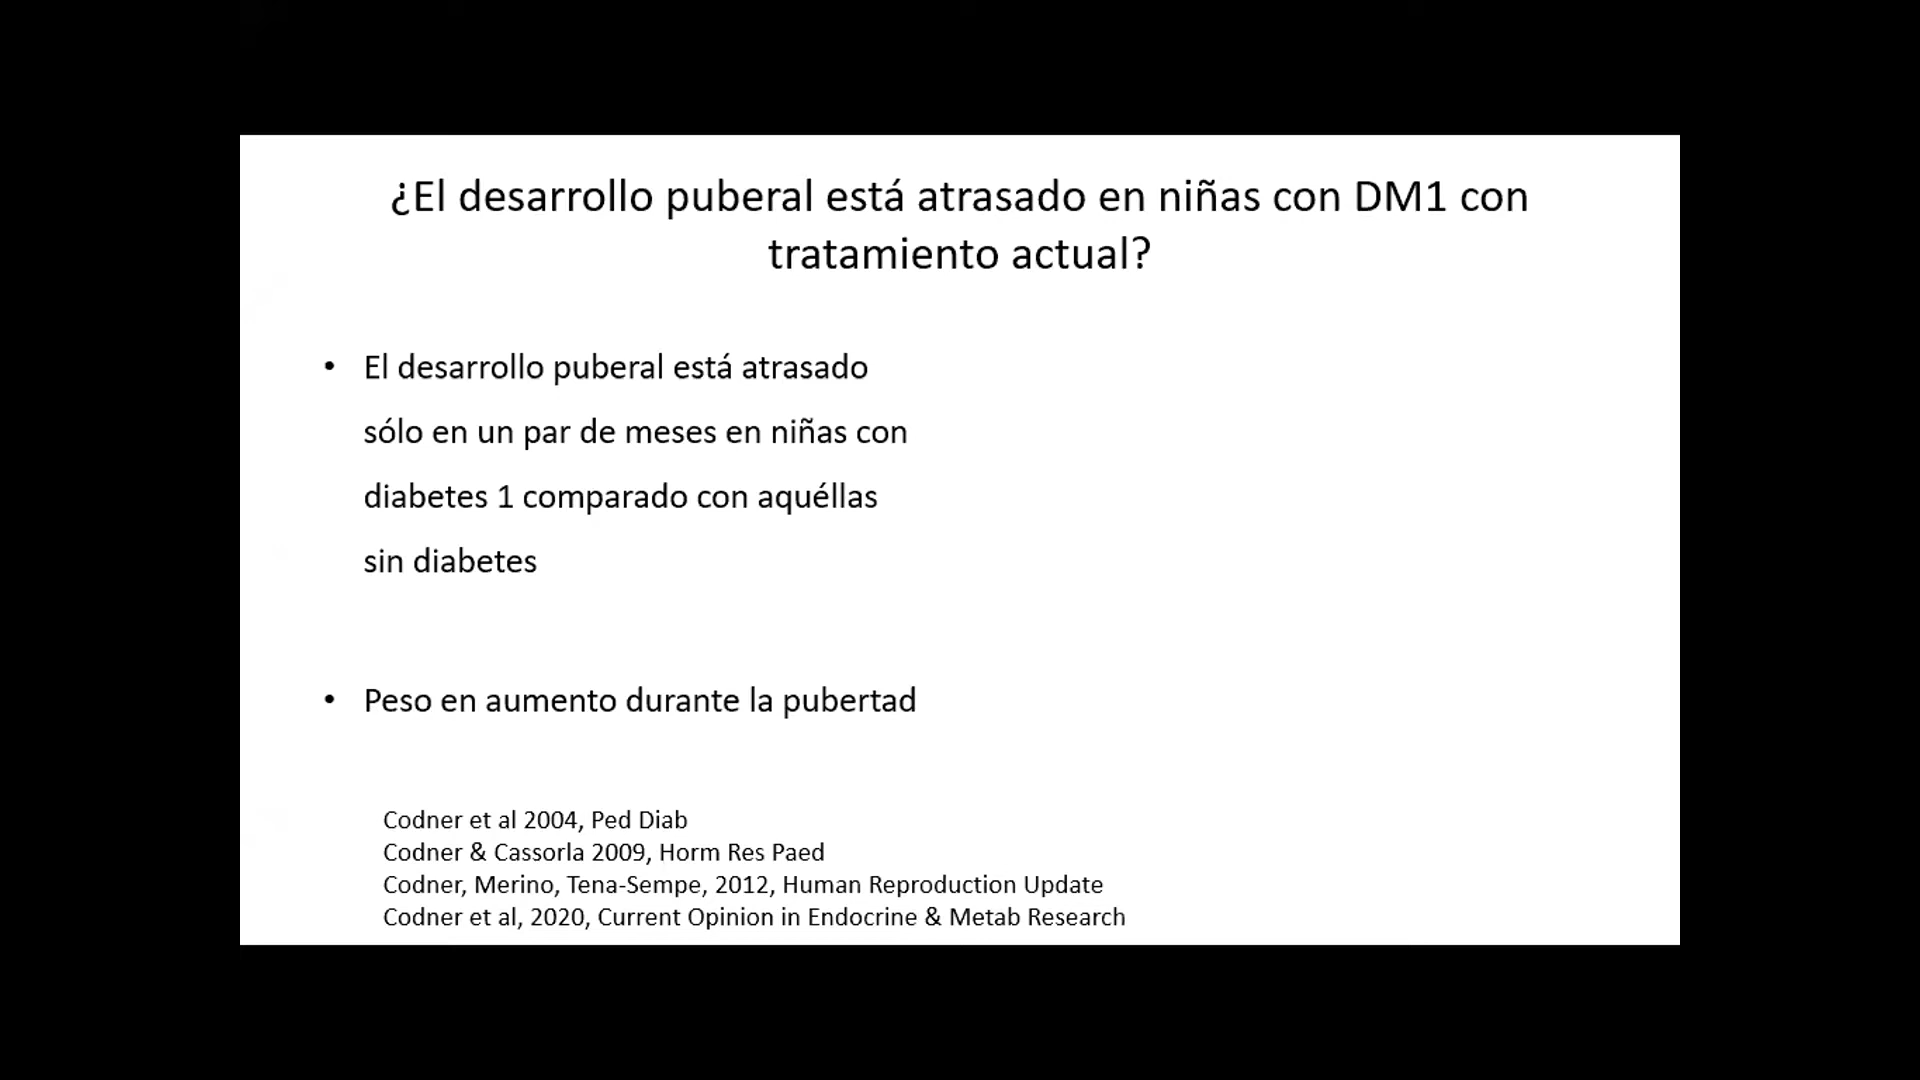 ¿El desarrollo puberal está atrasado en niñas con DM1 con
tratamiento actual?
• El desarrollo puberal está atrasado
sólo en un par de meses en niñas con
diabetes 1 comparado con aquéllas
sin diabetes
• Peso en aumento durante la pubertad
Codner et al 2004, Ped Diab
Codner & Cassorla 2009, Horm Res Paed
Codner, Merino, Tena-Sempe, 2012, Human Reproduction Update
Codner et al, 2020, Current Opinion in Endocrine & Metab Research